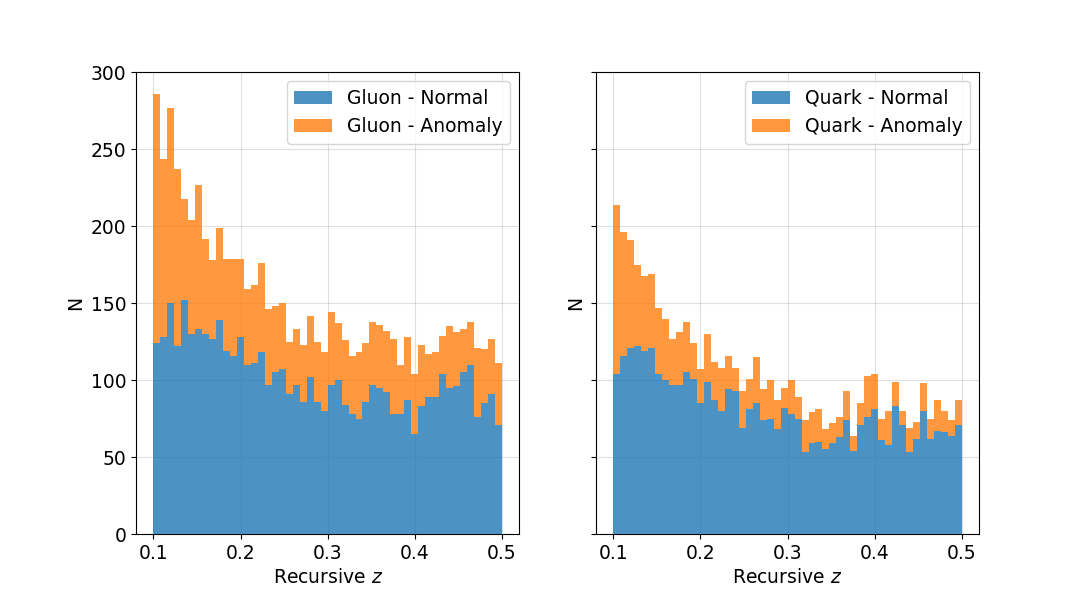 300
250
200
150
100
50
0
N
Gluon - Normal
Gluon - Anomaly
0.1 0.2 0.3 0.4 0.5
Recursive z
N
Quark - Normal
Quark - Anomaly
0.1 0.2 0.3 0.4 0.5
Recursive z